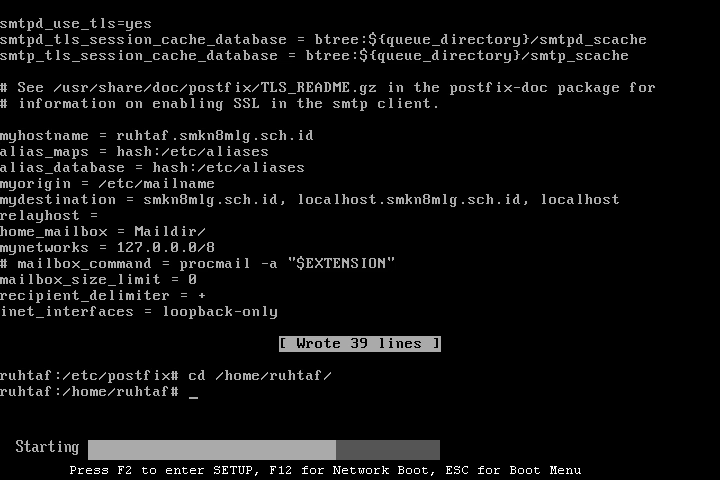 smtpd_use_tls=yes
smtpd_tls_session_cache_database = btree:${queue_directory}/smtpd_scache
smtp_tls_session_cache_database = btree:${queue_directory}/smtp_scache
# See /usr/share/doc/postfix/TLS_README.gz in the postfix-doc package for
# information on enabling SSL in the smtp client.
myhostname = ruhtaf.smkn8mlg.sch.id
alias_maps = hash:/etc/aliases
alias_database = hash:/etc/aliases
myorigin = /etc/mailname
mydestination = smkn8mlg.sch.id, localhost.smkn8mlg.sch.id, localhost
relayhost =
home_mailbox = Maildir/
mynetworks = 127.0.0.0/8
# mailbox_command = procmail -a "$EXTENSION"
mailbox_size_limit = 0
recipient_delimiter = +
inet_interfaces = loopback-only
[ Wrote 39 lines ]
ruhtaf:/etc/postfix# cd /home/ruhtaf/
ruhtaf:/home/ruhtaf# _
Starting
Press F2 to enter SETUP, F12 for Network Boot, ESC for Boot Menu